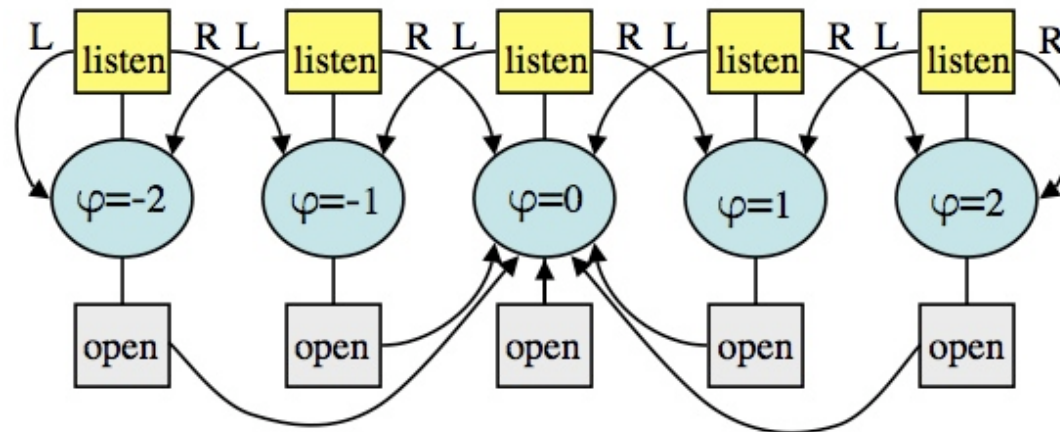 L listen R L listen R L listen R L listen R L listen R
φ=-2 φ=-1 φ=0 φ=1 φ=2
open open open open open